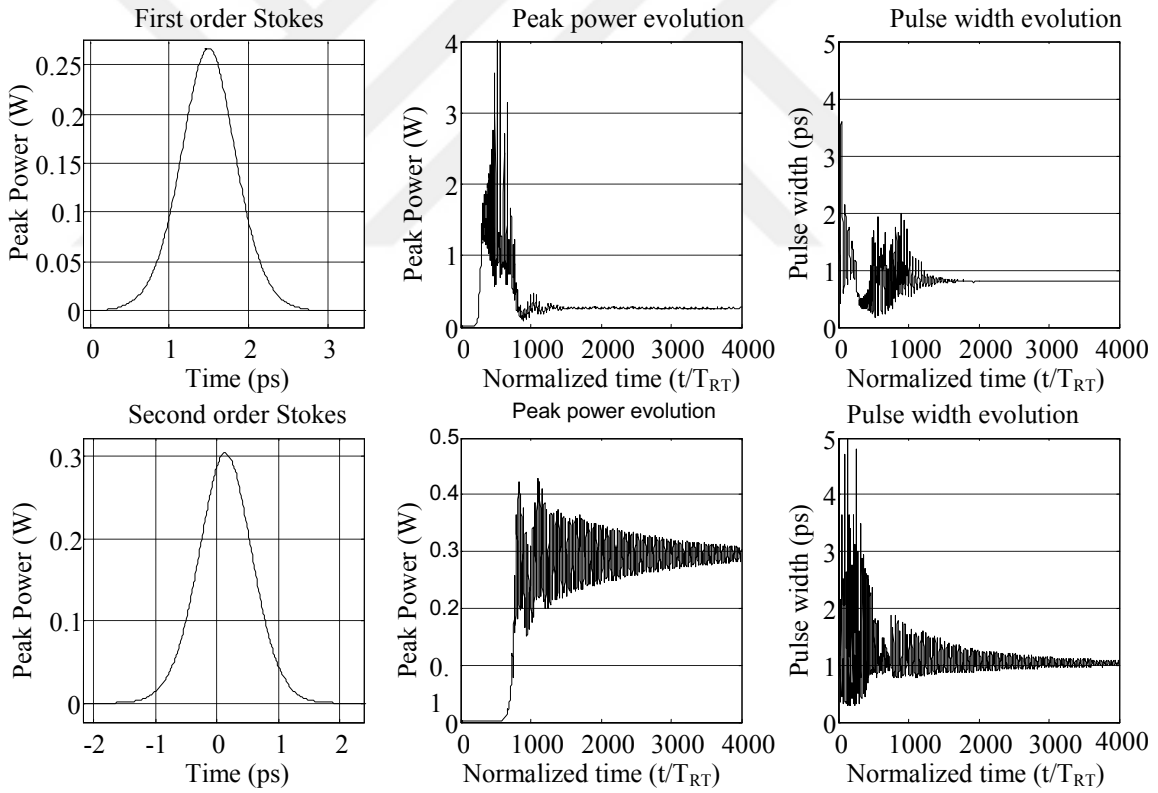 First order Stokes
Peak Power (W)
0.25
0.2
0.15
0.1
0.05
0
0 1 2 3
Time (ps)
Peak power evolution
Peak Power (W)
4
3
2
1
0
0 1000 2000 3000 4000
Normalized time (t/T_RT)
Pulse width evolution
Pulse width (ps)
5
4
3
2
1
0
0 1000 2000 3000 4000
Normalized time (t/T_RT)
Second order Stokes
Peak Power (W)
0.3
0.2
0.1
0
-2 -1 0 1 2
Time (ps)
Peak power evolution
Peak Power (W)
0.5
0.4
0.3
0.2
0.
1
0
0 1000 2000 3000 4000
Normalized time (t/T_RT)
Pulse width evolution
Pulse width (ps)
5
4
3
2
1
0
0 1000 2000 3000 4000
Normalized time (t/T_RT)